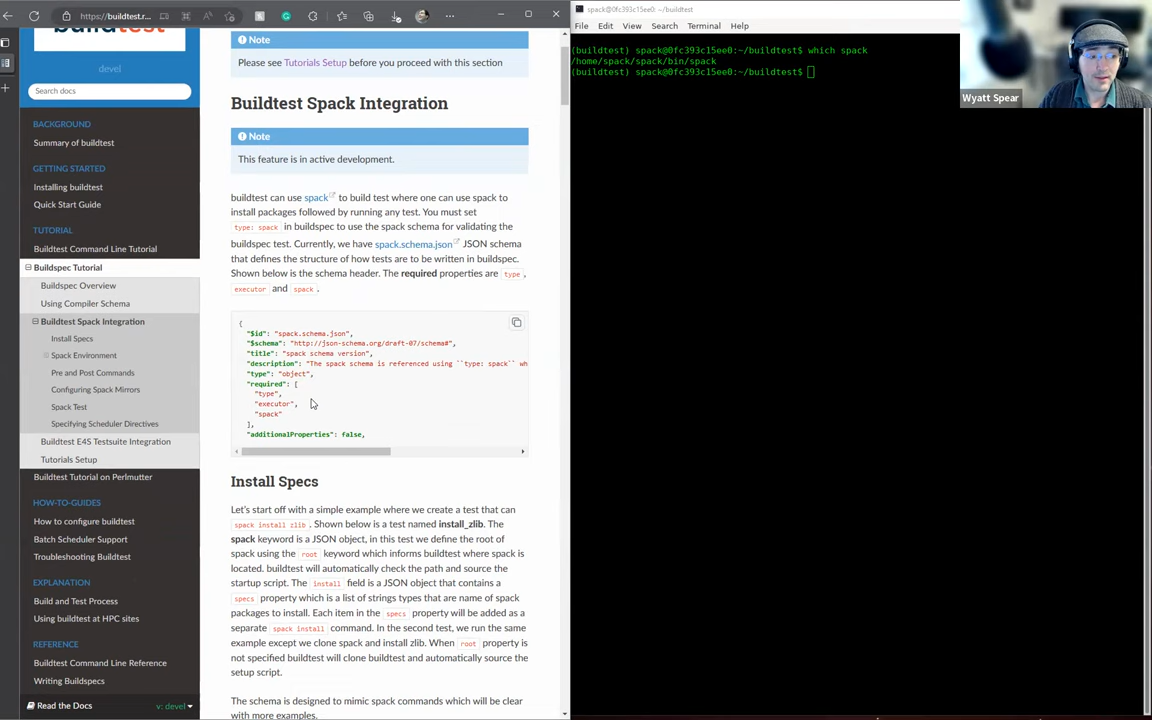 https://buildtest.r...
buildtest
devel
Search docs
BACKGROUND
Summary of buildtest
GETTING STARTED
Installing buildtest
Quick Start Guide
TUTORIAL
Buildtest Command Line Tutorial
Buildspec Tutorial
Buildspec Overview
Using Compiler Schema
Buildtest Spack Integration
Install Specs
Spack Environment
Pre and Post Commands
Configuring Spack Mirrors
Spack Test
Specifying Scheduler Directives
Buildtest E4S Testsuite Integration
Tutorials Setup
Buildtest Tutorial on Perlmutter
HOW-TO-GUIDES
How to configure buildtest
Batch Scheduler Support
Troubleshooting Buildtest
EXPLANATION
Build and Test Process
Using buildtest at HPC sites
REFERENCE
Buildtest Command Line Reference
Writing Buildspecs
Read the Docs v: devel
Note
Please see Tutorials Setup before you proceed with this section
Buildtest Spack Integration
Note
This feature is in active development.
buildtest can use spack to build test where one can use spack to
install packages followed by running any test. You must set
type: spack in buildspec to use the spack schema for validating the
buildspec test. Currently, we have spack.schema.json JSON schema
that defines the structure of how tests are to be written in buildspec.
Shown below is the schema header. The required properties are type,
executor and spack.
{
"$id": "spack.schema.json",
"$schema": "http://json-schema.org/draft-07/schema#",
"title": "spack schema version",
"description": "The spack schema is referenced using ``type: spack`` wh
"type": "object",
"required": [
"type",
"executor",
"spack"
],
"additionalProperties": false,
Install Specs
Let's start off with a simple example where we create a test that can
spack install zlib. Shown below is a test named install_zlib. The
spack keyword is a JSON object, in this test we define the root of
spack using the root keyword which informs buildtest where spack is
located. buildtest will automatically check the path and source the
startup script. The install field is a JSON object that contains a
specs property which is a list of strings types that are name of spack
packages to install. Each item in the specs property will be added as a
separate spack install command. In the second test, we run the same
example except we clone spack and install zlib. When root property is
not specified buildtest will clone buildtest and automatically source the
setup script.
The schema is designed to mimic spack commands which will be clear
with more examples.
spack@0fc393c15ee0: ~/buildtest
File Edit View Search Terminal Help
(buildtest) spack@0fc393c15ee0:~/buildtest$ which spack
/home/spack/spack/bin/spack
(buildtest) spack@0fc393c15ee0:~/buildtest$
Wyatt Spear